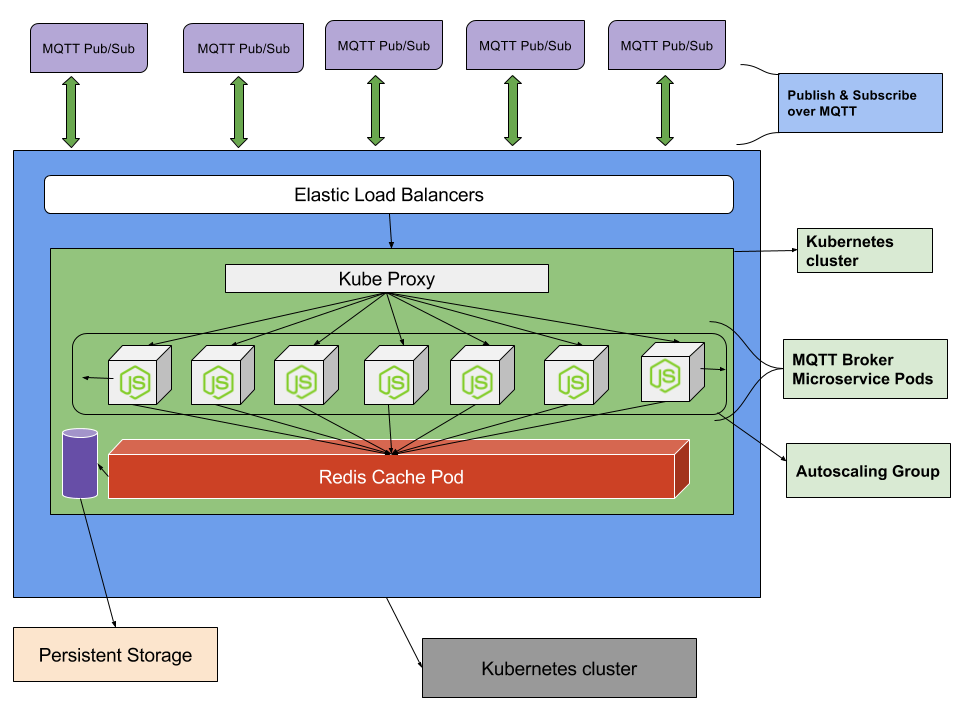 MQTT Pub/Sub
MQTT Pub/Sub
MQTT Pub/Sub
MQTT Pub/Sub
MQTT Pub/Sub
Publish & Subscribe
over MQTT
Elastic Load Balancers
Kubernetes
cluster
Kube Proxy
JS
JS
JS
JS
JS
JS
JS
MQTT Broker
Microservice Pods
Redis Cache Pod
Autoscaling Group
Persistent Storage
Kubernetes cluster